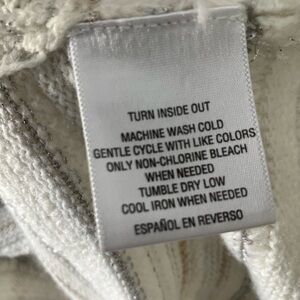 TURN INSIDE OUT
MACHINE WASH COLD
GENTLE CYCLE WITH LIKE COLORS
ONLY NON-CHLORINE BLEACH
WHEN NEEDED
TUMBLE DRY LOW
COOL IRON WHEN NEEDED
ESPAÑOL EN REVERSO